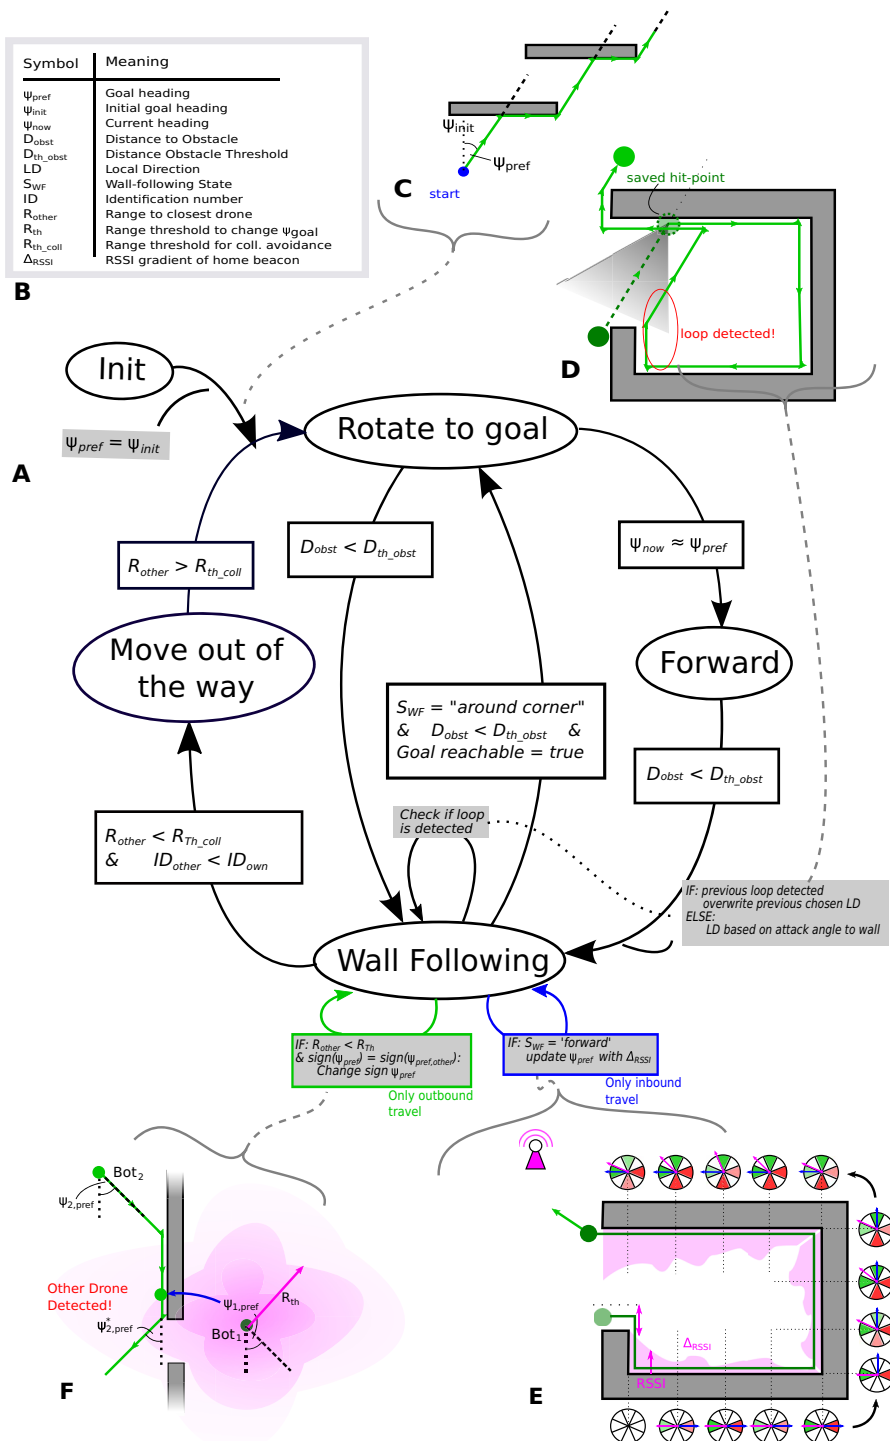 Symbol Meaning
Ψpref Goal heading
Ψinit Initial goal heading
Ψnow Current heading
Dobst Distance to Obstacle
Dth_obst Distance Obstacle Threshold
LD Local Direction
SWF Wall-following State
ID Identification number
Rother Range to closest drone
Rth Range threshold to change ψgoal
Rth_coll Range threshold for coll. avoidance
ΔRSSI RSSI gradient of home beacon
B
Ψinit
Ψpref
start
C
saved hit-point
loop detected!
D
Init
Ψpref = Ψinit
A
Rotate to goal
Rother > Rth_coll
Dobst < Dth_obst
Ψnow ≈ Ψpref
Move out of
the way
Forward
SWF = "around corner"
& Dobst < Dth_obst &
Goal reachable = true
Dobst < Dth_obst
Rother < RTh_coll
& IDother < IDown
Check if loop
is detected
IF: previous loop detected
overwrite previous chosen LD
ELSE:
LD based on attack angle to wall
Wall Following
IF: Rother < RTh
& sign(ψpref) = sign(ψpref,other):
Change sign ψpref
Only outbound
travel
IF: SWF = 'forward'
update ψpref with ΔRSSI
Only inbound
travel
Bot2
Ψ2,pref
Other Drone
Detected!
Ψ*2,pref
Ψ1,pref
Rth
Bot1
F
ΔRSSI
RSSI
E